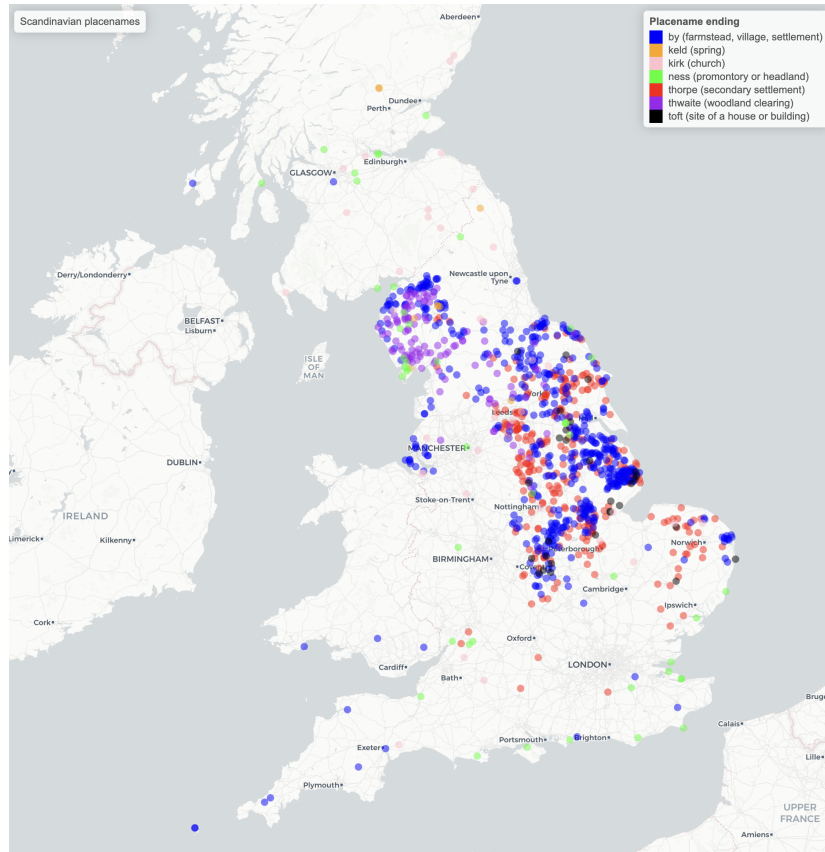 Scandinavian placenames
Placename ending
by (farmstead, village, settlement)
keld (spring)
kirk (church)
ness (promontory or headland)
thorpe (secondary settlement)
thwaite (woodland clearing)
toft (site of a house or building)
Aberdeen
Dundee
Perth
Edinburgh
GLASGOW
Derry/Londonderry
Newcastle upon
Tyne
BELFAST
Lisburn
ISLE
OF
MAN
York
Leeds
MANCHESTER
DUBLIN
Stoke-on-Trent
Nottingham
IRELAND
Limerick
Kilkenny
Norwich
Peterborough
BIRMINGHAM
Cambridge
Ipswich
Cork
Oxford
Cardiff
LONDON
Bath
Calais
Portsmouth
Brighton
Exeter
Lille
Plymouth
UPPER
FRANCE
Amiens